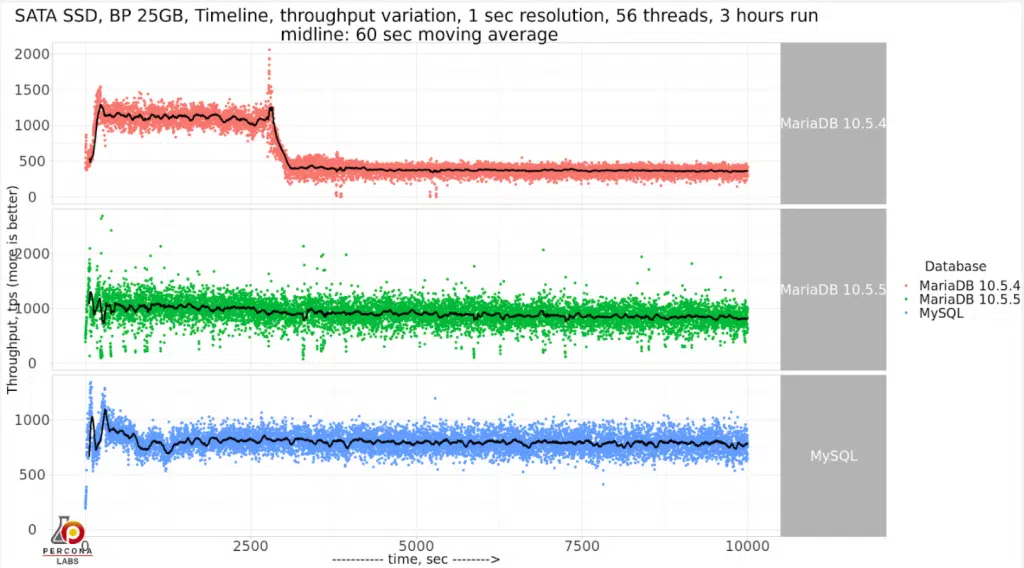 SATA SSD, BP 25GB, Timeline, throughput variation, 1 sec resolution, 56 threads, 3 hours run
midline: 60 sec moving average
Throughput, tps (more is better)
2000
1500
1000
500
0
MariaDB 10.5.4
2000
1000
0
MariaDB 10.5.5
1000
500
0
MySQL
Database
MariaDB 10.5.4
MariaDB 10.5.5
MySQL
0
2500
5000
7500
10000
----------- time, sec -------->
PERCONA
LABS